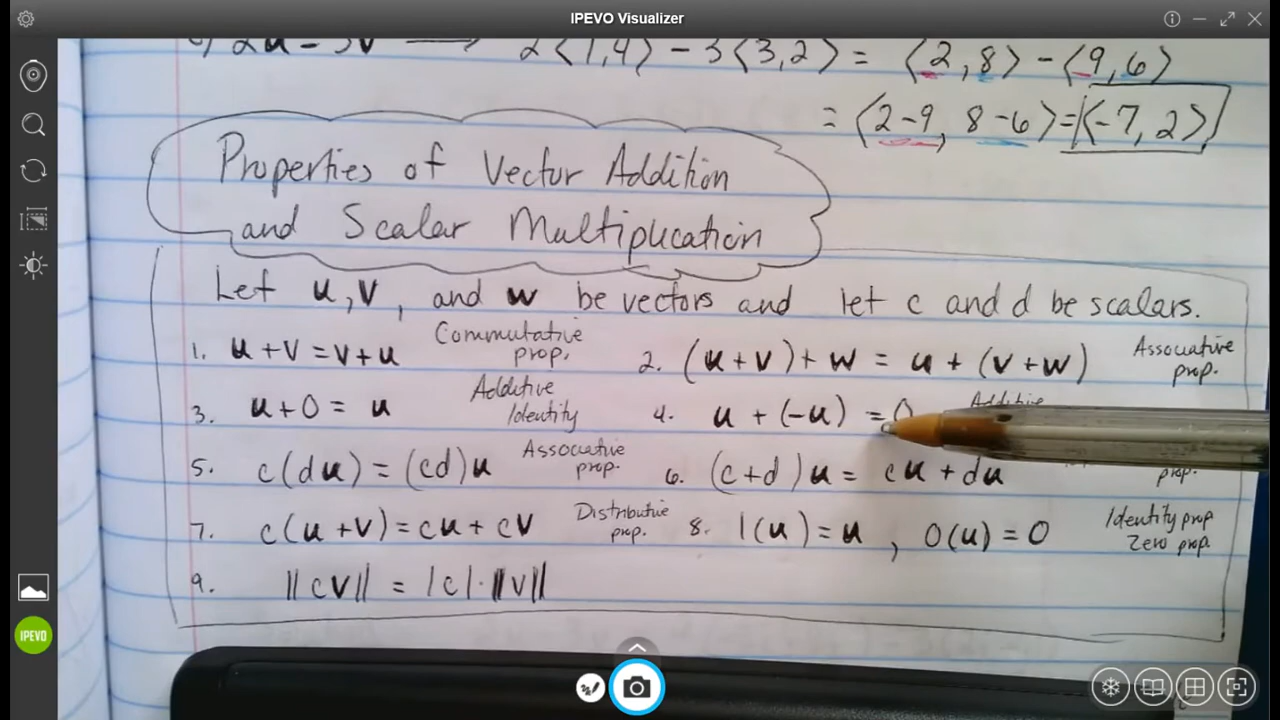 IPEVO Visualizer
2u - 3v → 2⟨1,4⟩ - 3⟨3,2⟩ = ⟨2,8⟩ - ⟨9,6⟩
= ⟨2-9, 8-6⟩ = ⟨-7, 2⟩
Properties of Vector Addition
and Scalar Multiplication
Let u, v, and w be vectors and let c and d be scalars.
1. u + v = v + u Commutative prop. 2. (u + v) + w = u + (v + w) Associative prop.
3. u + 0 = u Additive Identity 4. u + (-u) = 0 Additive
5. c(du) = (cd)u Associative prop. 6. (c + d)u = cu + du prop.
7. c(u + v) = cu + cv Distributive prop. 8. 1(u) = u, 0(u) = 0 Identity prop Zero prop.
9. ||cv|| = |c| · ||v||
IPEVO